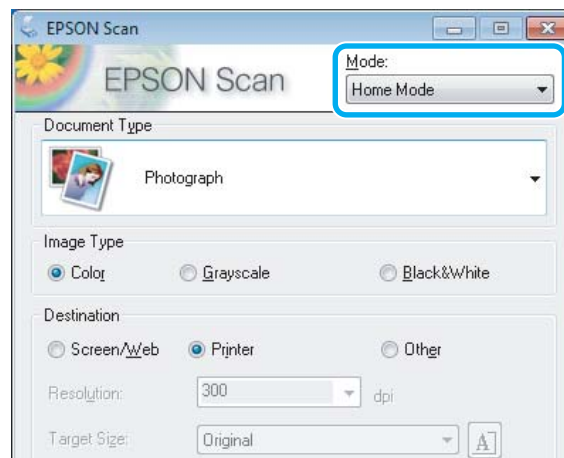 EPSON Scan
EPSON Scan
Mode:
Home Mode
Document Type
Photograph
Image Type
Color Grayscale Black&White
Destination
Screen/Web Printer Other
Resolution: 300 dpi
Target Size: Original A